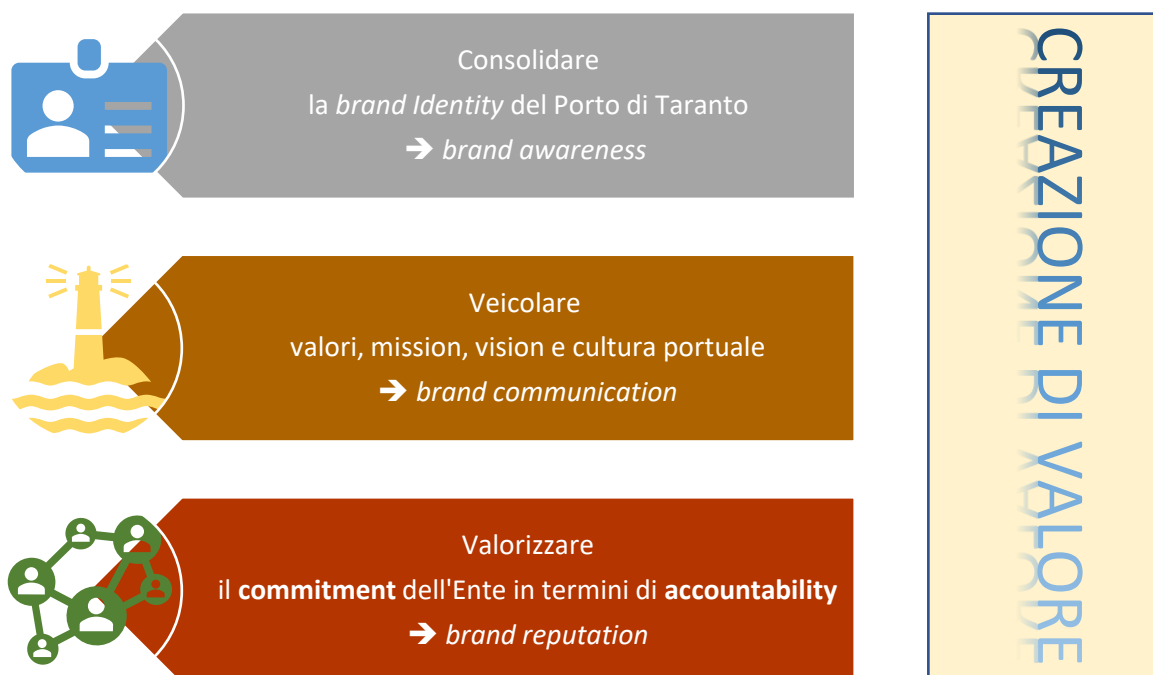 Consolidare
la brand Identity del Porto di Taranto
➔ brand awareness
Veicolare
valori, mission, vision e cultura portuale
➔ brand communication
Valorizzare
il commitment dell'Ente in termini di accountability
➔ brand reputation
CREAZIONE DI VALORE